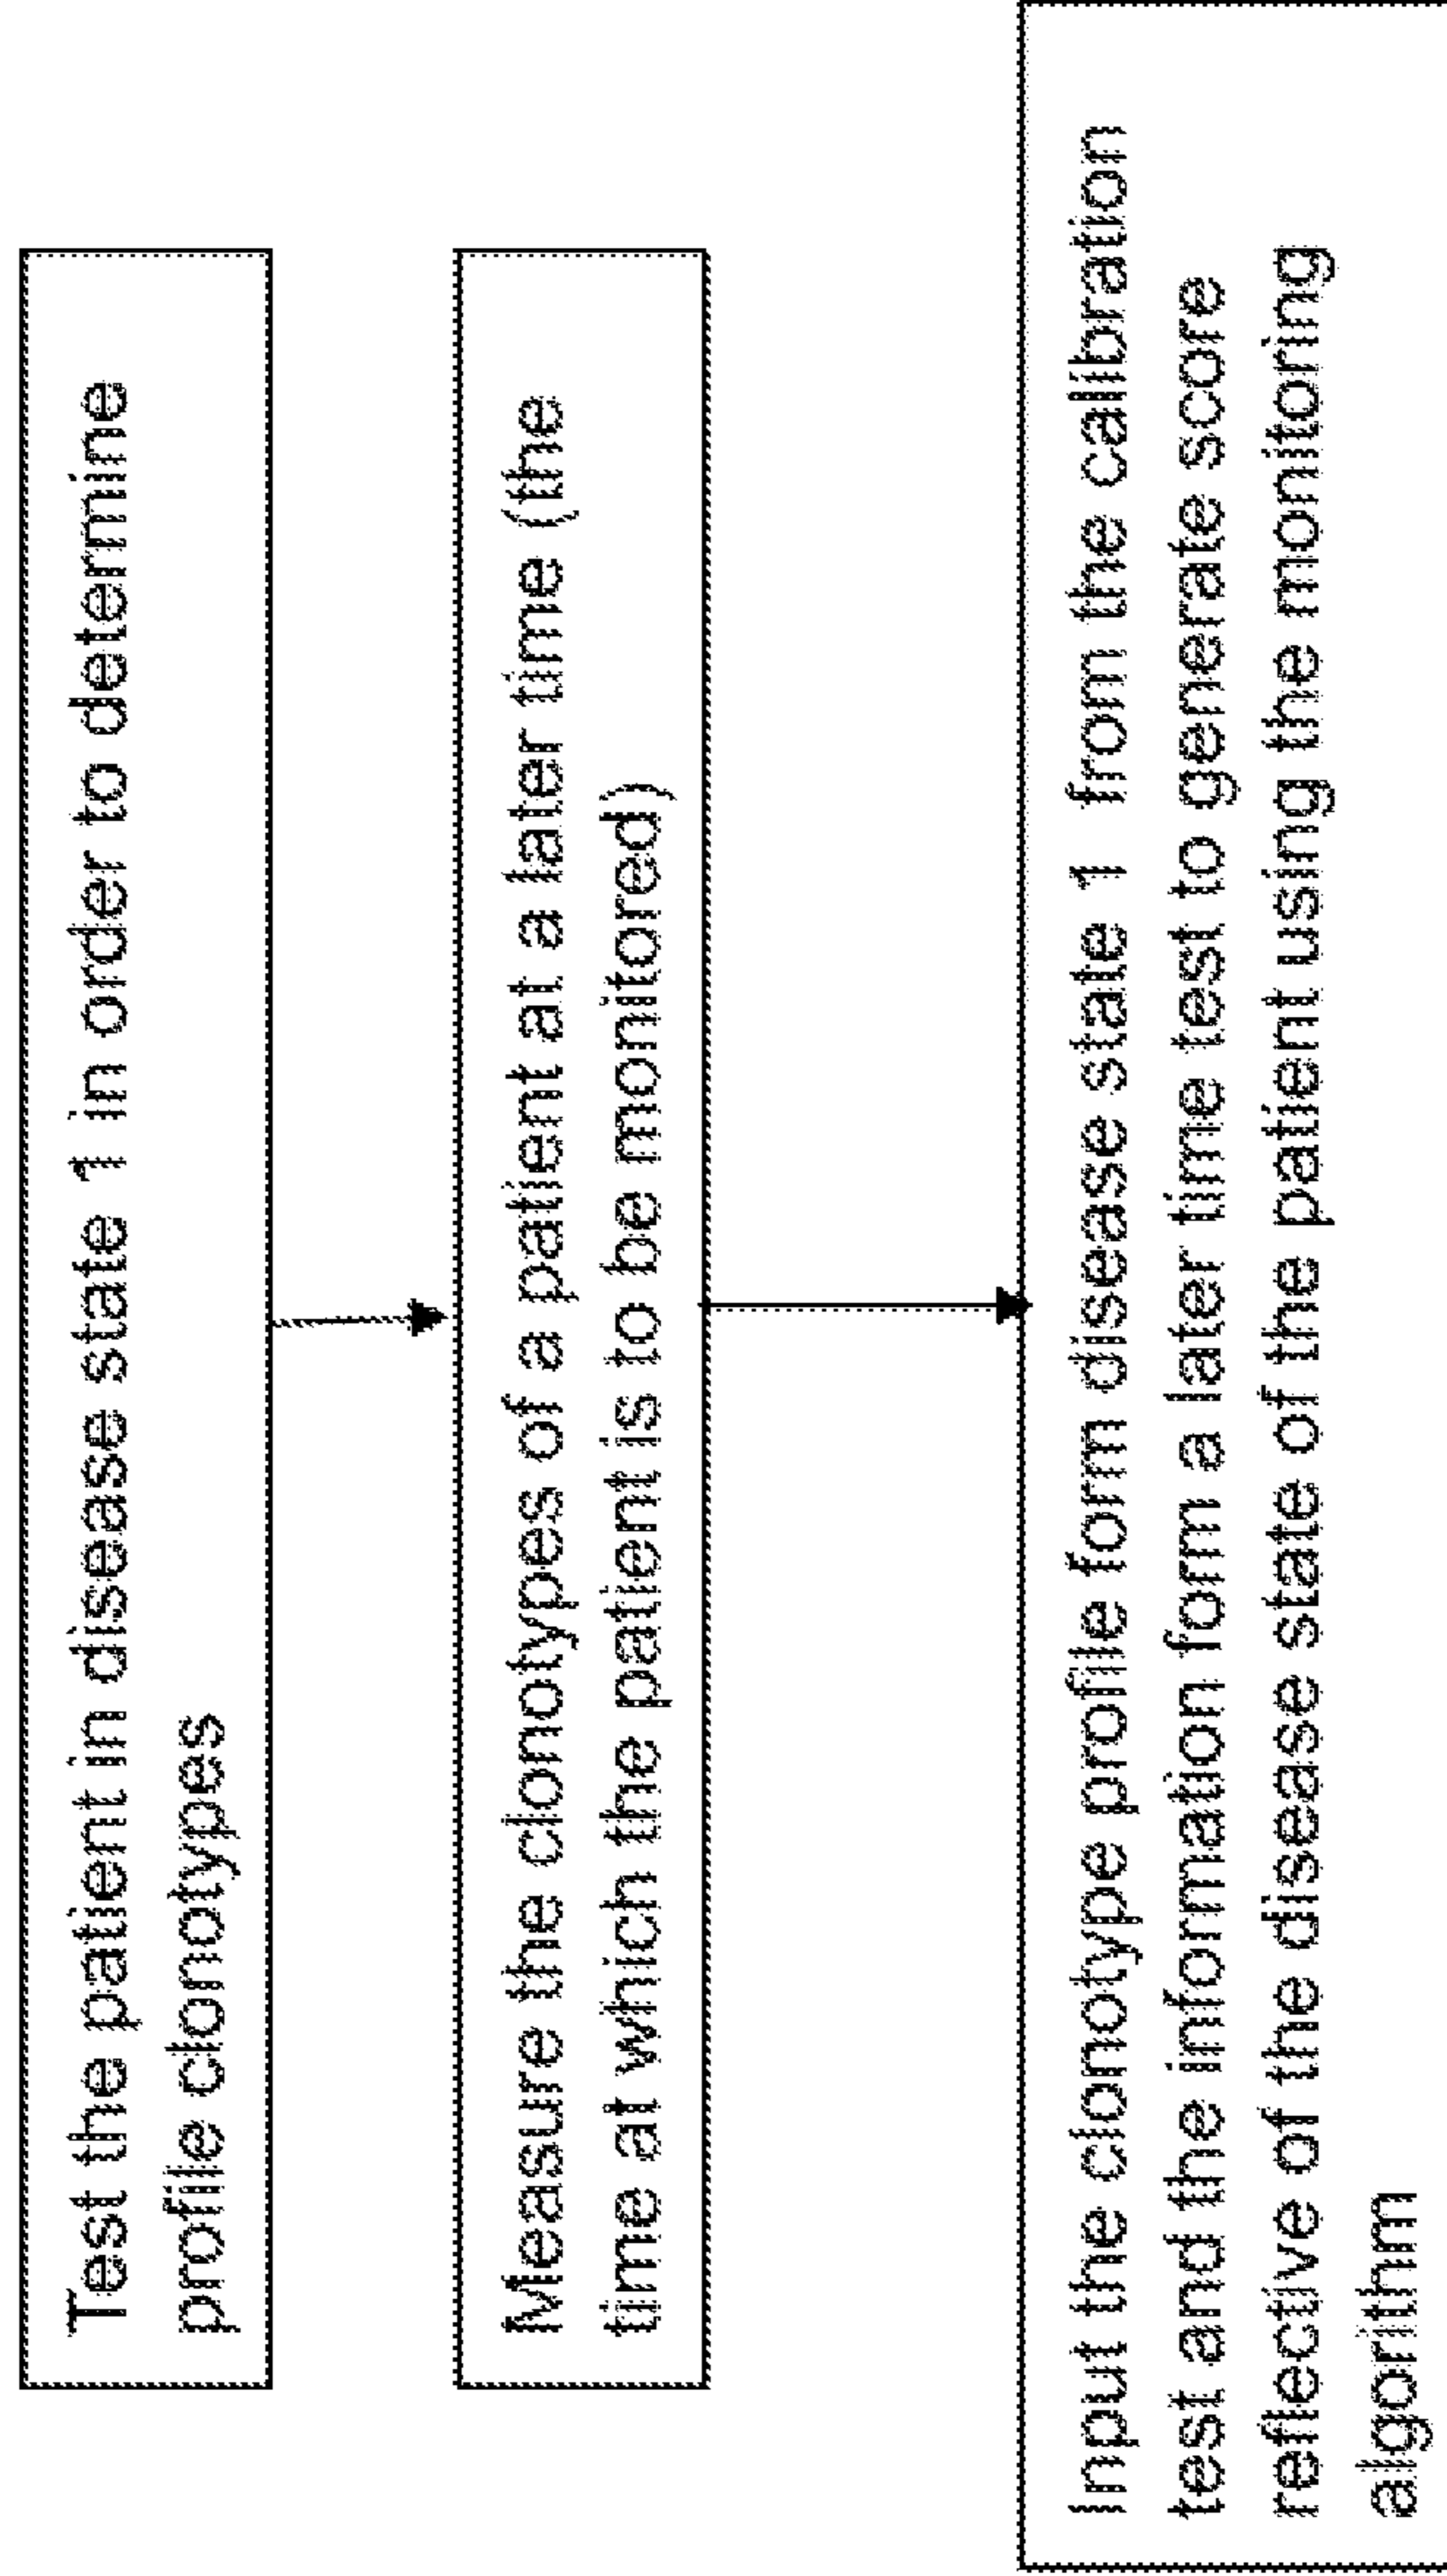 Test the patient in disease state 1 in order to determine
profile clonotypes
Measure the clonotypes of a patient at a later time (the
time at which the patient is to be monitored)
Input the clonotype profile form disease state 1 from the calibration
test and the information form a later time test to generate score
reflective of the disease state of the patient using the monitoring
algorithm